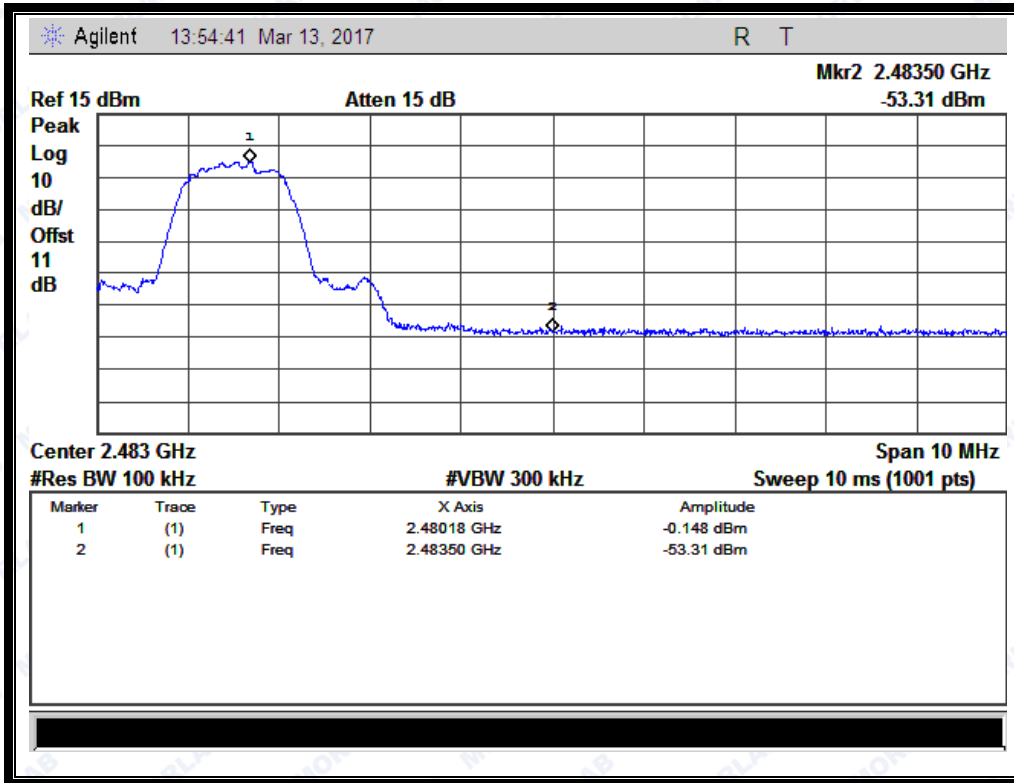 Agilent 13:54:41 Mar 13, 2017 R T
Mkr2 2.48350 GHz
Ref 15 dBm Atten 15 dB -53.31 dBm
Peak
Log
10
dB/
Offst
11
dB
1
2
Center 2.483 GHz Span 10 MHz
#Res BW 100 kHz #VBW 300 kHz Sweep 10 ms (1001 pts)
Marker Trace Type X Axis Amplitude
1 (1) Freq 2.48018 GHz -0.148 dBm
2 (1) Freq 2.48350 GHz -53.31 dBm